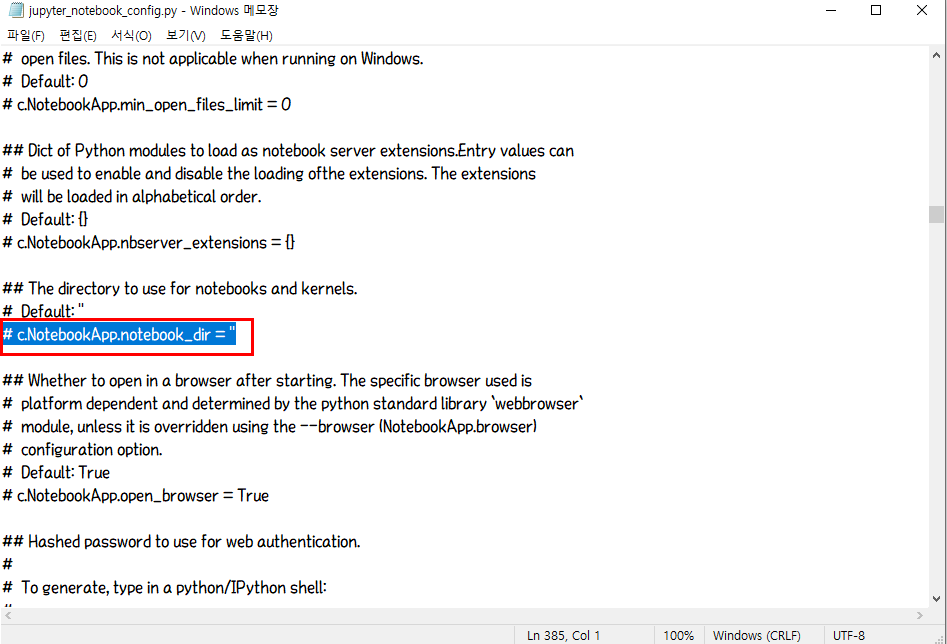 jupyter_notebook_config.py - Windows 메모장
파일(F) 편집(E) 서식(O) 보기(V) 도움말(H)
#  open files. This is not applicable when running on Windows.
#  Default: 0
# c.NotebookApp.min_open_files_limit = 0
## Dict of Python modules to load as notebook server extensions.Entry values can
#  be used to enable and disable the loading ofthe extensions. The extensions
#  will be loaded in alphabetical order.
#  Default: {}
# c.NotebookApp.nbserver_extensions = {}
## The directory to use for notebooks and kernels.
#  Default: ''
# c.NotebookApp.notebook_dir = ''
## Whether to open in a browser after starting. The specific browser used is
#  platform dependent and determined by the python standard library `webbrowser`
#  module, unless it is overridden using the --browser (NotebookApp.browser)
#  configuration option.
#  Default: True
# c.NotebookApp.open_browser = True
## Hashed password to use for web authentication.
#
#  To generate, type in a python/IPython shell:
#
Ln 385, Col 1 100% Windows (CRLF) UTF-8